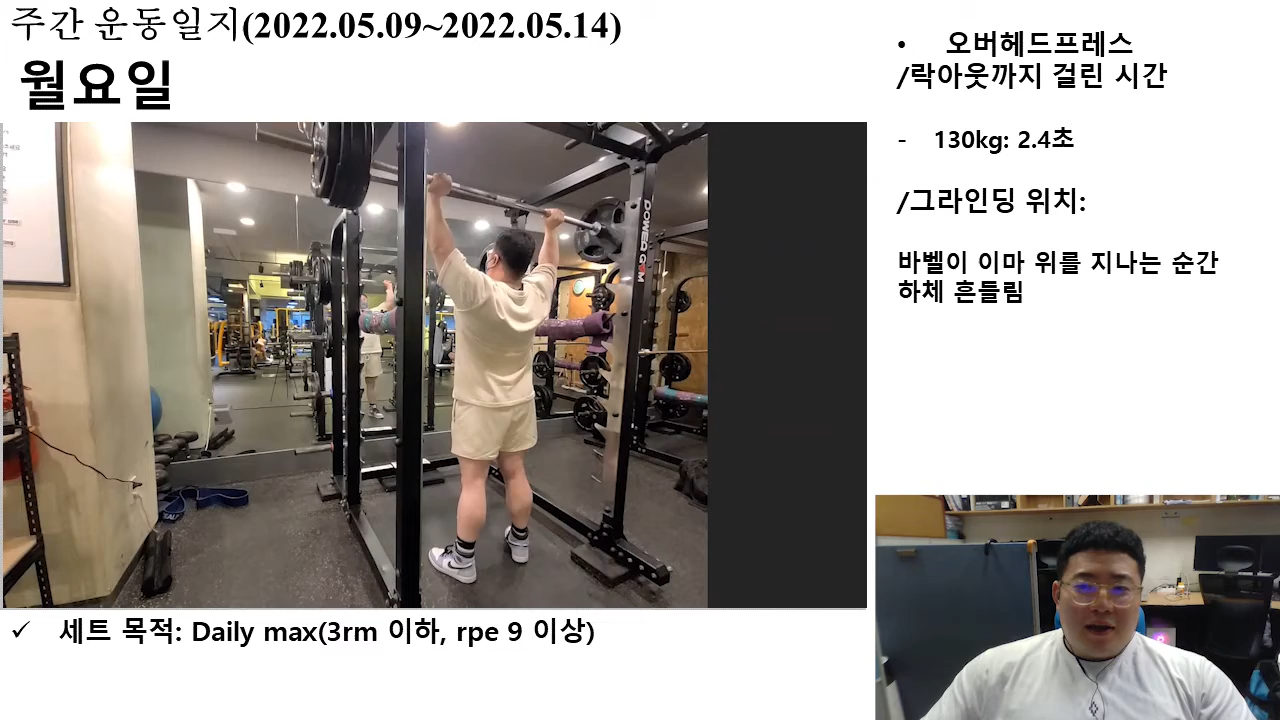 주간 운동일지(2022.05.09~2022.05.14)
월요일
• 오버헤드프레스
/락아웃까지 걸린 시간
- 130kg: 2.4초
/그라인딩 위치:
바벨이 이마 위를 지나는 순간
하체 흔들림
POWER GYM
✓ 세트 목적: Daily max(3rm 이하, rpe 9 이상)